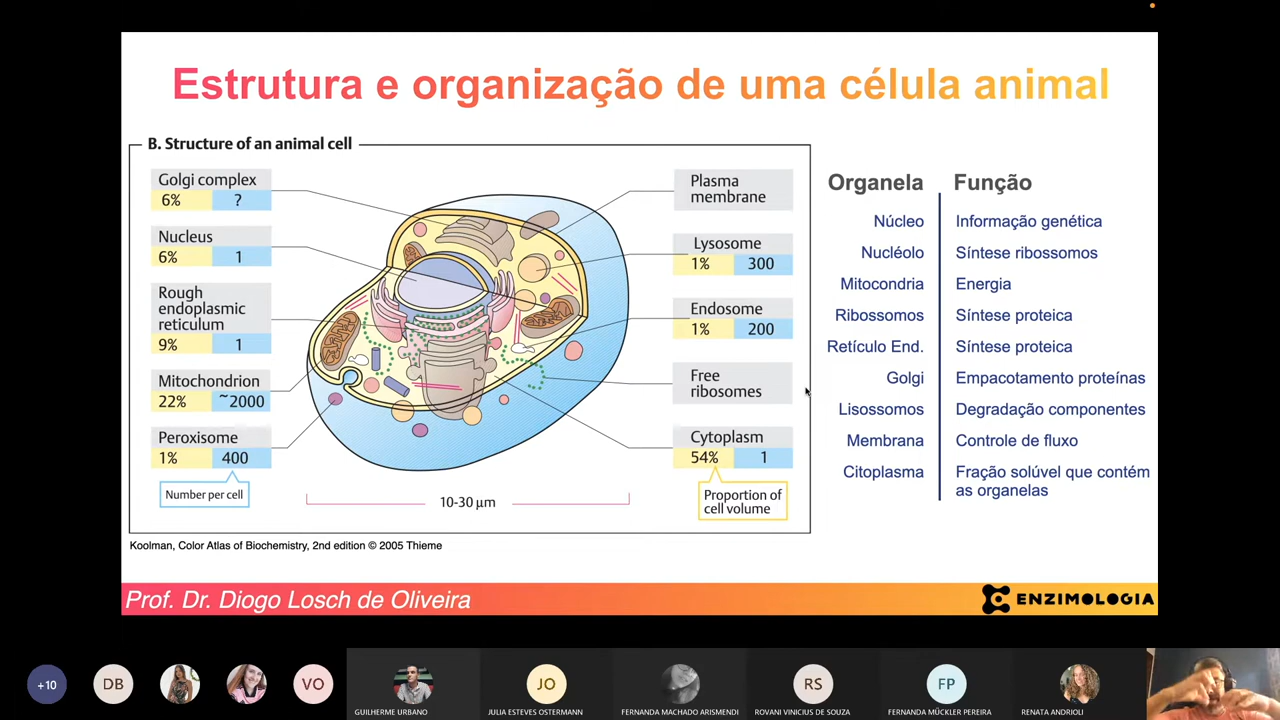 Estrutura e organização de uma célula animal
B. Structure of an animal cell
Golgi complex
6% ?
Nucleus
6% 1
Rough
endoplasmic
reticulum
9% 1
Mitochondrion
22% ~2000
Peroxisome
1% 400
Number per cell
10-30 µm
Plasma
membrane
Lysosome
1% 300
Endosome
1% 200
Free
ribosomes
Cytoplasm
54% 1
Proportion of
cell volume
Koolman, Color Atlas of Biochemistry, 2nd edition © 2005 Thieme
Organela Função
Núcleo Informação genética
Nucléolo Síntese ribossomos
Mitocondria Energia
Ribossomos Síntese proteica
Retículo End. Síntese proteica
Golgi Empacotamento proteínas
Lisossomos Degradação componentes
Membrana Controle de fluxo
Citoplasma Fração solúvel que contém
as organelas
Prof. Dr. Diogo Losch de Oliveira
ENZIMOLOGIA
+10 DB VO JO RS FP
GUILHERME URBANO JULIA ESTEVES OSTERMANN FERNANDA MACHADO ARISMENDI ROVANI VINICIUS DE SOUZA FERNANDA MÜCKLER PEREIRA RENATA ANDRIOLI